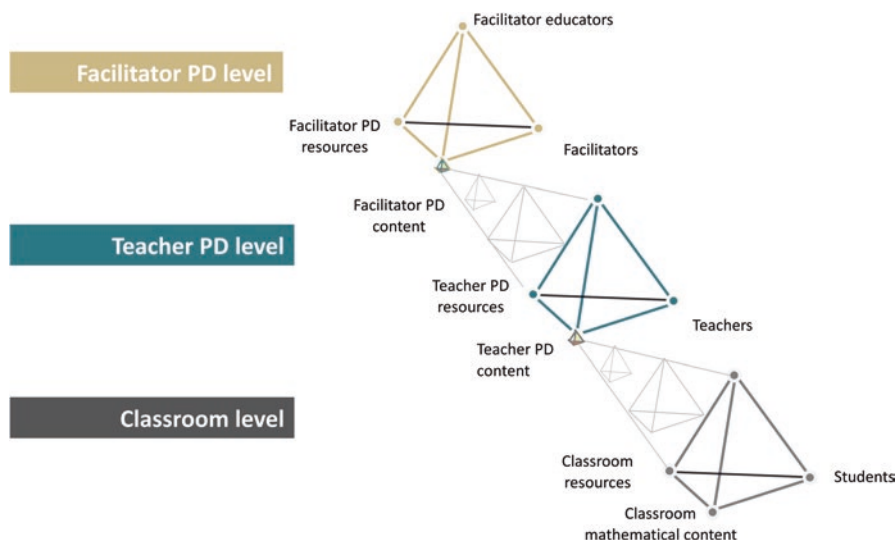 Facilitator educators
Facilitator PD level
Facilitator PD
resources
Facilitators
Facilitator PD
content
Teacher PD level
Teacher PD
resources
Teachers
Teacher PD
content
Classroom level
Classroom
resources
Students
Classroom
mathematical content